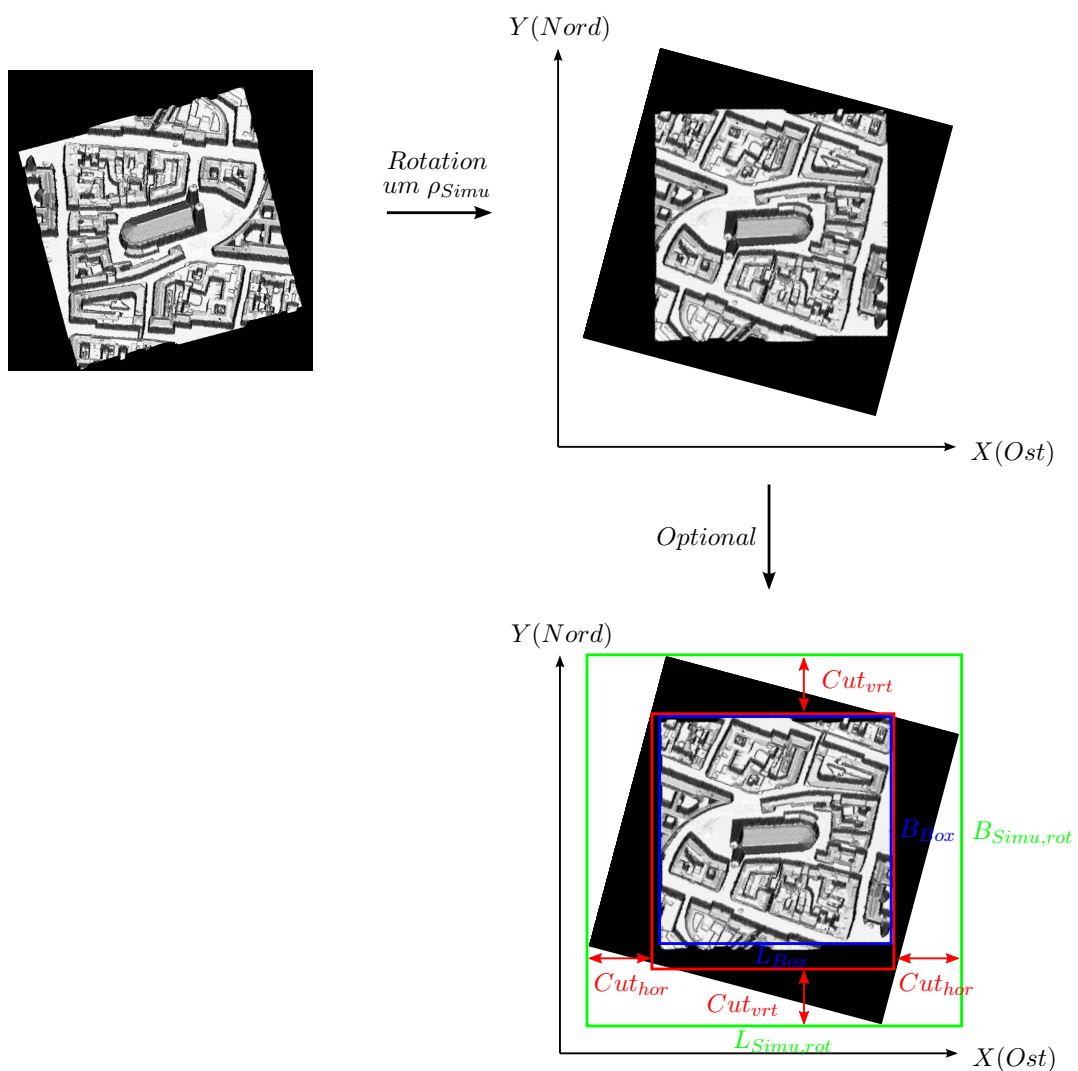 Y(Nord)
Rotation
um ρ_Simu
X(Ost)
Optional
Y(Nord)
Cut_vrt
B_Box
B_Simu,rot
L_Box
Cut_hor
Cut_hor
Cut_vrt
L_Simu,rot
X(Ost)